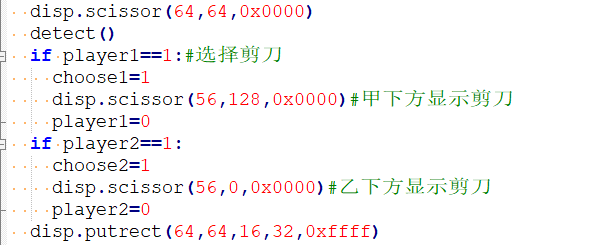 disp.scissor(64,64,0x0000)
detect()
if player1==1:#选择剪刀
choose1=1
disp.scissor(56,128,0x0000)#甲下方显示剪刀
player1=0
if player2==1:
choose2=1
disp.scissor(56,0,0x0000)#乙下方显示剪刀
player2=0
disp.putrect(64,64,16,32,0xffff)